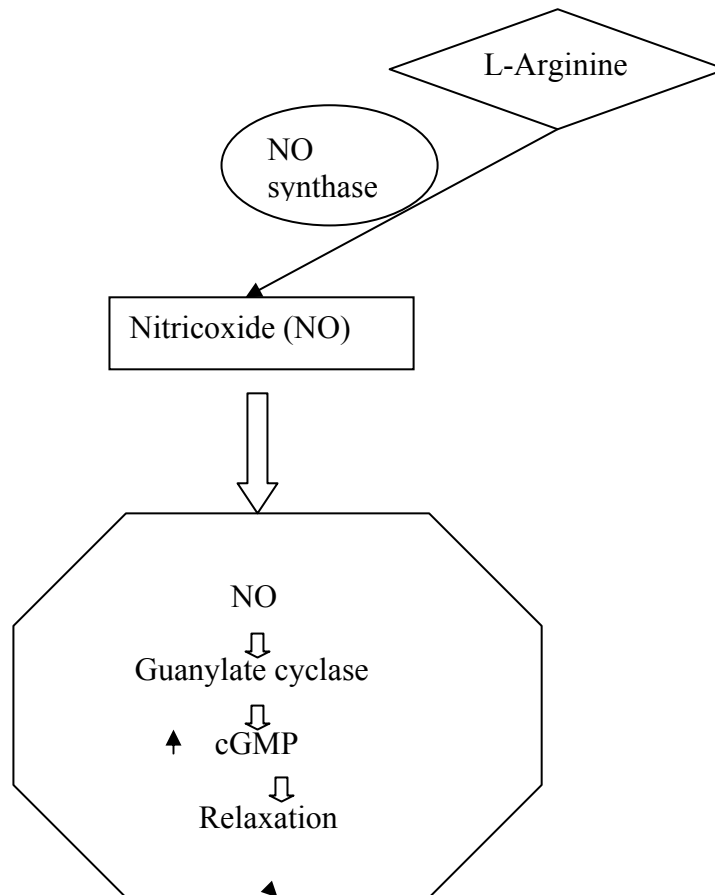 L-Arginine
NO
synthase
Nitricoxide (NO)
NO
Guanylate cyclase
cGMP
Relaxation